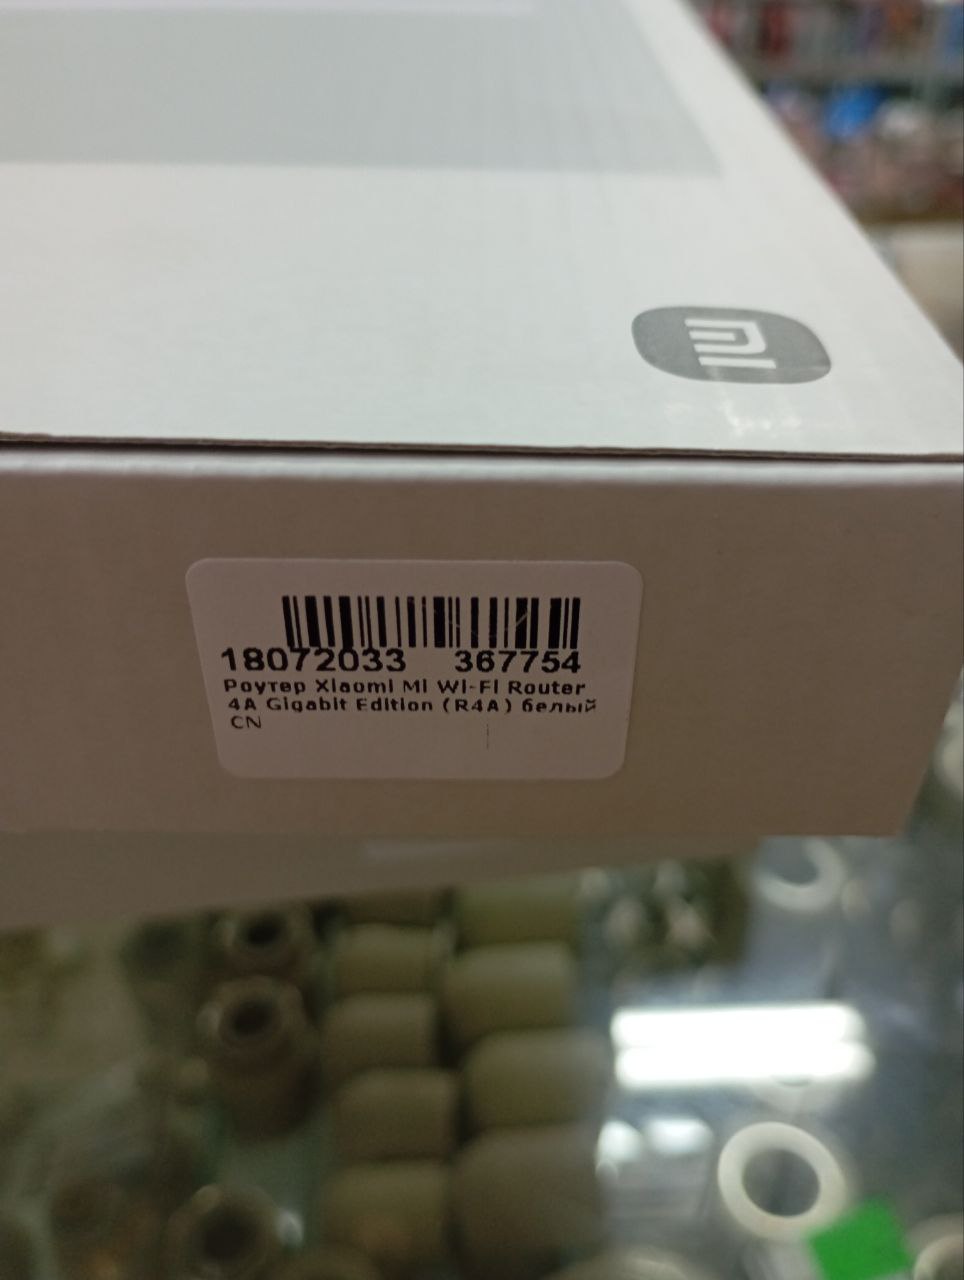 mi
18072033 367754
Роутер Xiaomi Mi Wi-Fi Router
4A Gigabit Edition (R4A) белый
CN